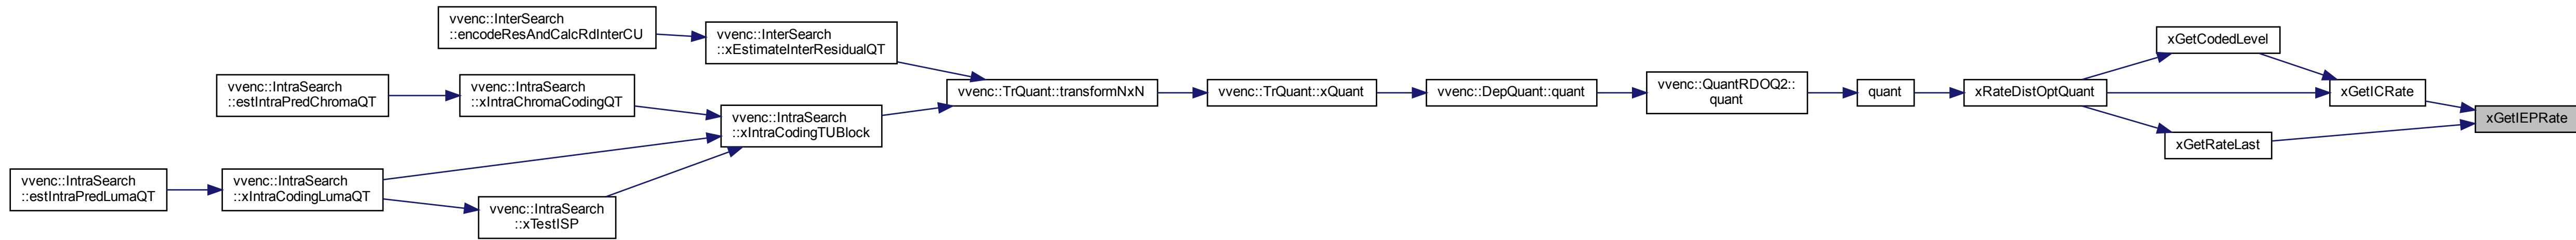 vvenc::InterSearch
::encodeResAndCalcRdInterCU
vvenc::InterSearch
::xEstimateInterResidualQT
vvenc::IntraSearch
::estIntraPredChromaQT
vvenc::IntraSearch
::xIntraChromaCodingQT
vvenc::IntraSearch
::xIntraCodingTUBlock
vvenc::IntraSearch
::estIntraPredLumaQT
vvenc::IntraSearch
::xIntraCodingLumaQT
vvenc::IntraSearch
::xTestISP
vvenc::TrQuant::transformNxN
vvenc::TrQuant::xQuant
vvenc::DepQuant::quant
vvenc::QuantRDOQ2::
quant
quant
xRateDistOptQuant
xGetCodedLevel
xGetICRate
xGetRateLast
xGetIEPRate